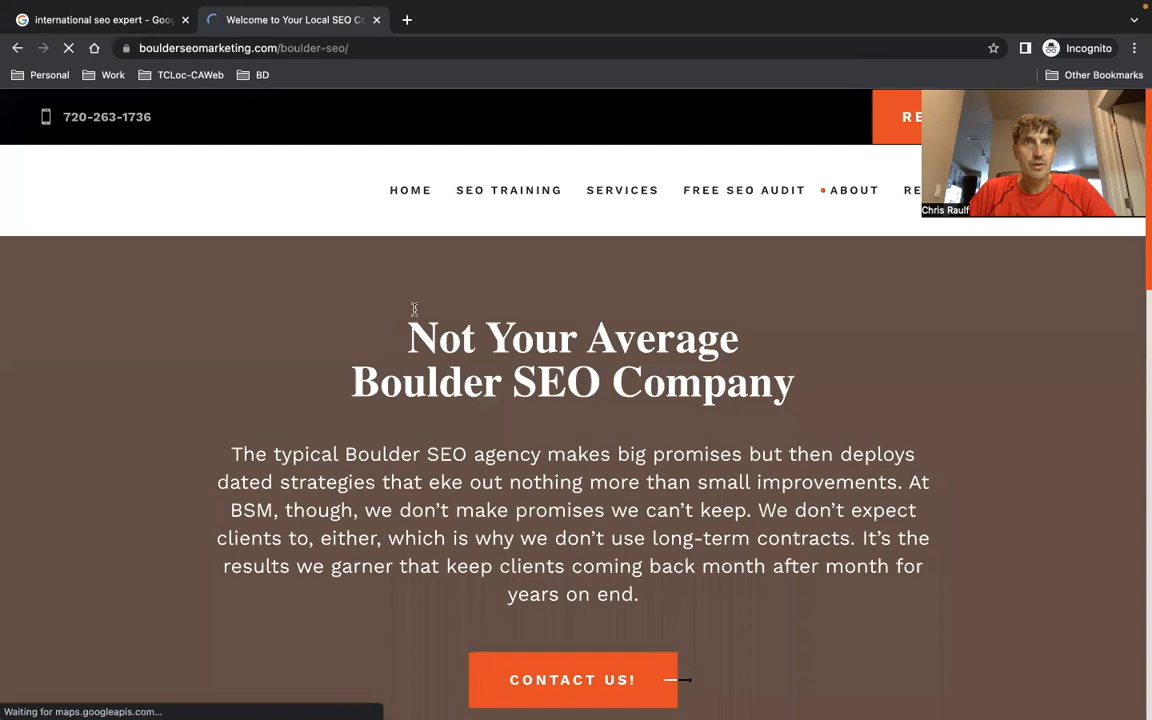 international seo expert - Goog
Welcome to Your Local SEO Co
boulderseomarketing.com/boulder-seo/
Incognito
Personal
Work
TCLoc-CAWeb
BD
Other Bookmarks
720-263-1736
HOME
SEO TRAINING
SERVICES
FREE SEO AUDIT
ABOUT
Chris Raulf
Not Your Average
Boulder SEO Company
The typical Boulder SEO agency makes big promises but then deploys
dated strategies that eke out nothing more than small improvements. At
BSM, though, we don’t make promises we can’t keep. We don’t expect
clients to, either, which is why we don’t use long-term contracts. It’s the
results we garner that keep clients coming back month after month for
years on end.
CONTACT US!
Waiting for maps.googleapis.com...